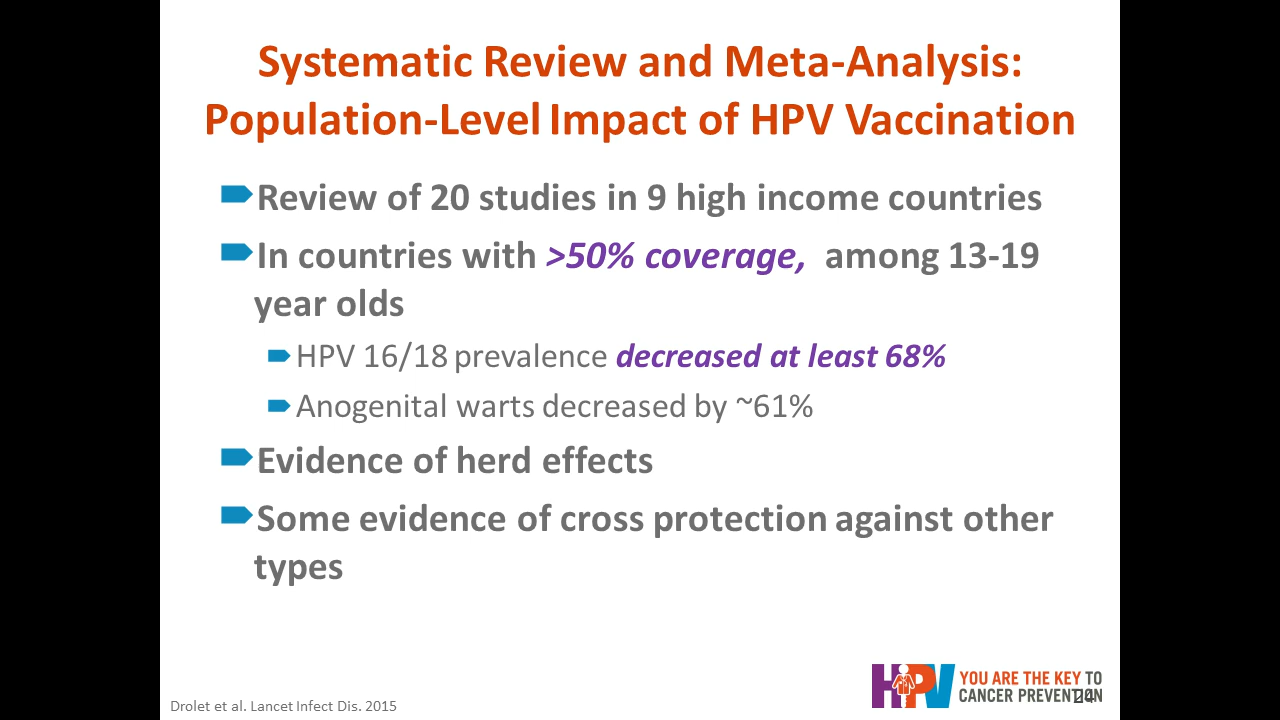 Systematic Review and Meta-Analysis:
Population-Level Impact of HPV Vaccination
Review of 20 studies in 9 high income countries
In countries with >50% coverage, among 13-19
year olds
HPV 16/18 prevalence decreased at least 68%
Anogenital warts decreased by ~61%
Evidence of herd effects
Some evidence of cross protection against other
types
Drolet et al. Lancet Infect Dis. 2015
HPV
YOU ARE THE KEY TO
CANCER PREVENTION
24